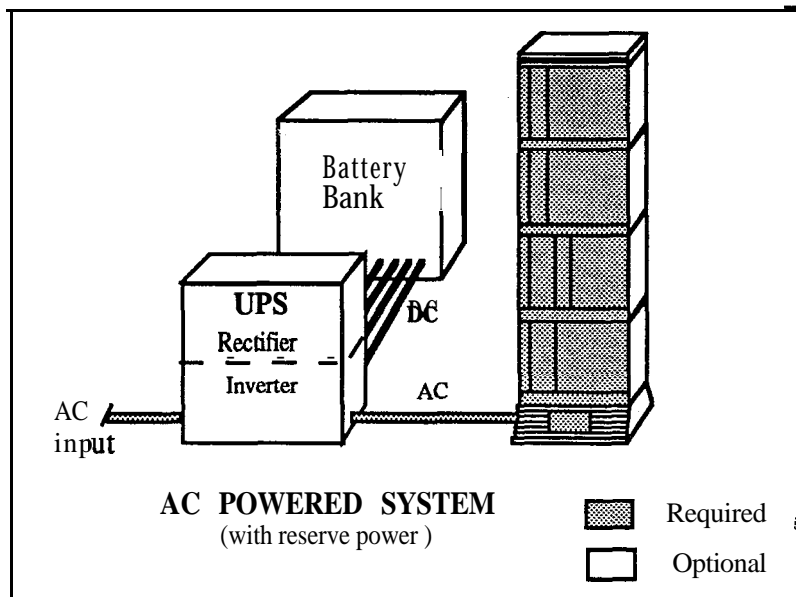 Battery
Bank
UPS
Rectifier
Inverter
DC
AC
AC
input
AC POWERED SYSTEM
(with reserve power )
Required
Optional